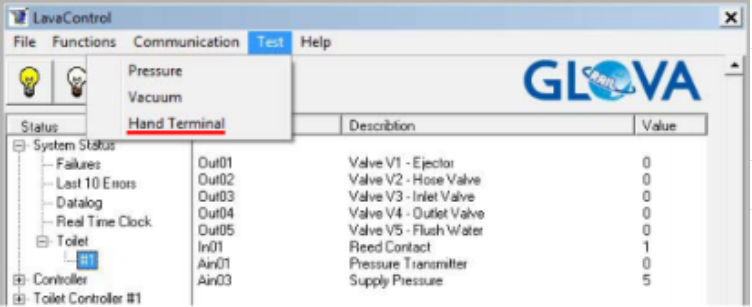 LavaControl
File Functions Communication Test Help
Pressure
Vacuum
Hand Terminal
GLOVA
RAIL
Status Describtion Value
System Status
Failures Out01 Valve V1 - Ejector 0
Last 10 Errors Out02 Valve V2 - Hose Valve 0
Datalog Out03 Valve V3 - Inlet Valve 0
Real Time Clock Out04 Valve V4 - Outlet Valve 0
Out05 Valve V5 - Flush Water 0
Toilet In01 Reed Contact 1
#1 Ain01 Pressure Transmitter 0
Controller Ain03 Supply Pressure 5
Toilet Controller #1